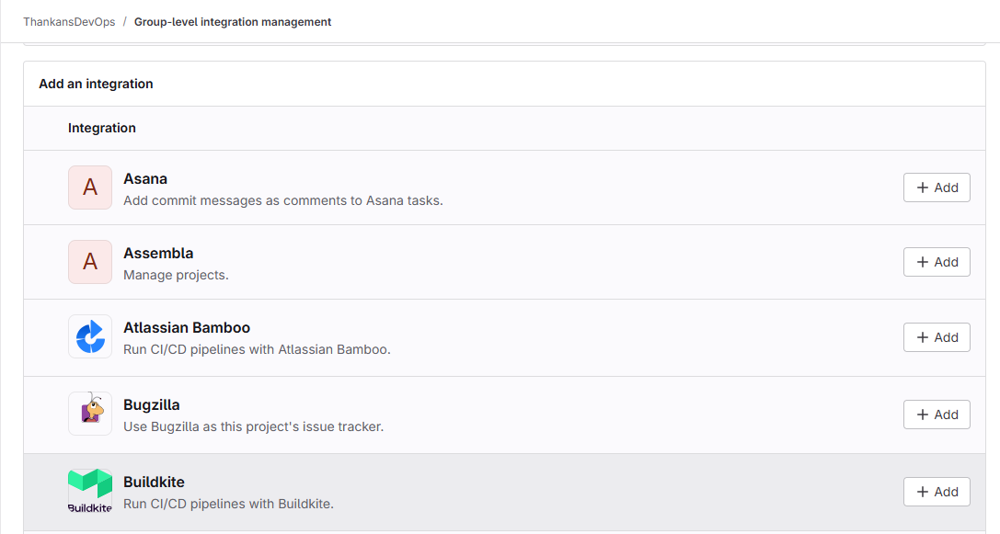 ThankansDevOps / Group-level integration management
Add an integration
Integration
A
Asana
Add commit messages as comments to Asana tasks.
+ Add
A
Assembla
Manage projects.
+ Add
Atlassian Bamboo
Run CI/CD pipelines with Atlassian Bamboo.
+ Add
Bugzilla
Use Bugzilla as this project's issue tracker.
+ Add
Buildkite
Buildkite
Run CI/CD pipelines with Buildkite.
+ Add